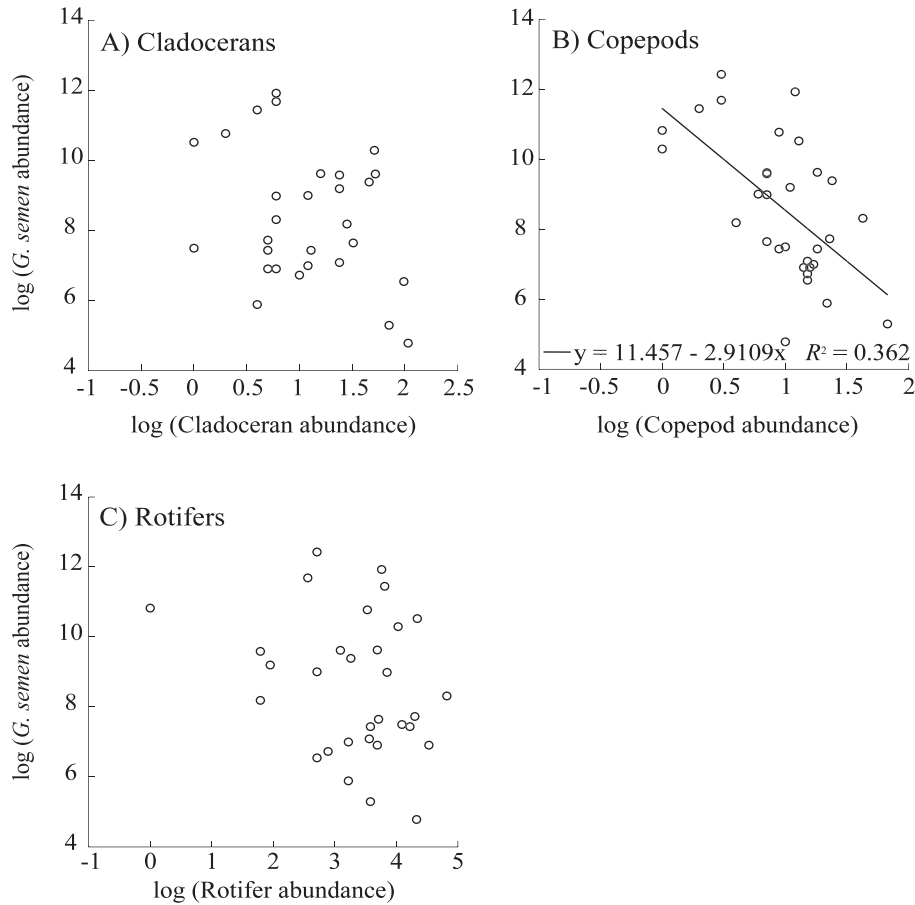 A) Cladocerans
14
12
10
8
6
4
-1 -0.5 0 0.5 1 1.5 2 2.5
log (G. semen abundance)
log (Cladoceran abundance)
B) Copepods
14
12
10
8
6
4
y = 11.457 - 2.9109x R² = 0.362
-1 -0.5 0 0.5 1 1.5 2
log (G. semen abundance)
log (Copepod abundance)
C) Rotifers
14
12
10
8
6
4
-1 0 1 2 3 4 5
log (G. semen abundance)
log (Rotifer abundance)